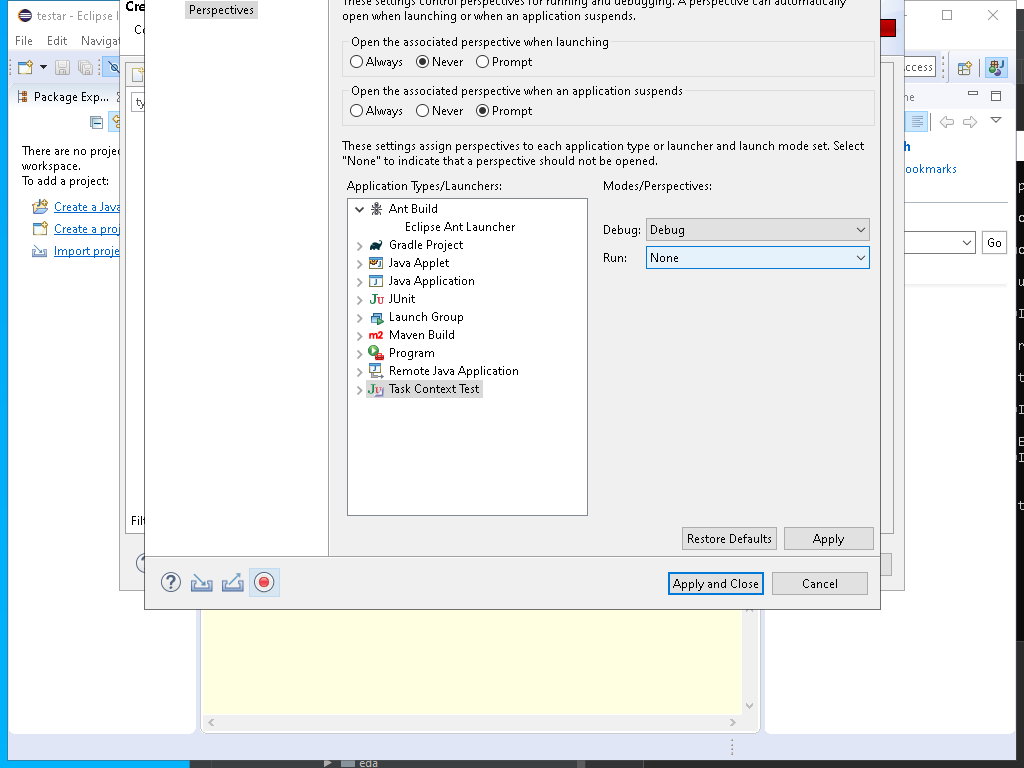 testar - Eclipse I
Cre
Perspectives
These settings control perspectives for running and debugging. A perspective can automatically
open when launching or when an application suspends.
File Edit Navigat
Open the associated perspective when launching
Always Never Prompt
Open the associated perspective when an application suspends
Always Never Prompt
These settings assign perspectives to each application type or launcher and launch mode set. Select
"None" to indicate that a perspective should not be opened.
Application Types/Launchers:
Modes/Perspectives:
Ant Build
Eclipse Ant Launcher
Gradle Project
Java Applet
Java Application
JUnit
Launch Group
Maven Build
Program
Remote Java Application
Task Context Test
Debug: Debug
Run: None
Restore Defaults
Apply
Apply and Close
Cancel
Package Exp...
There are no projec
workspace.
To add a project:
Create a Java
Create a proj
Import proje
ty
Filt
ccess
ne
h
ookmarks
Go
eda